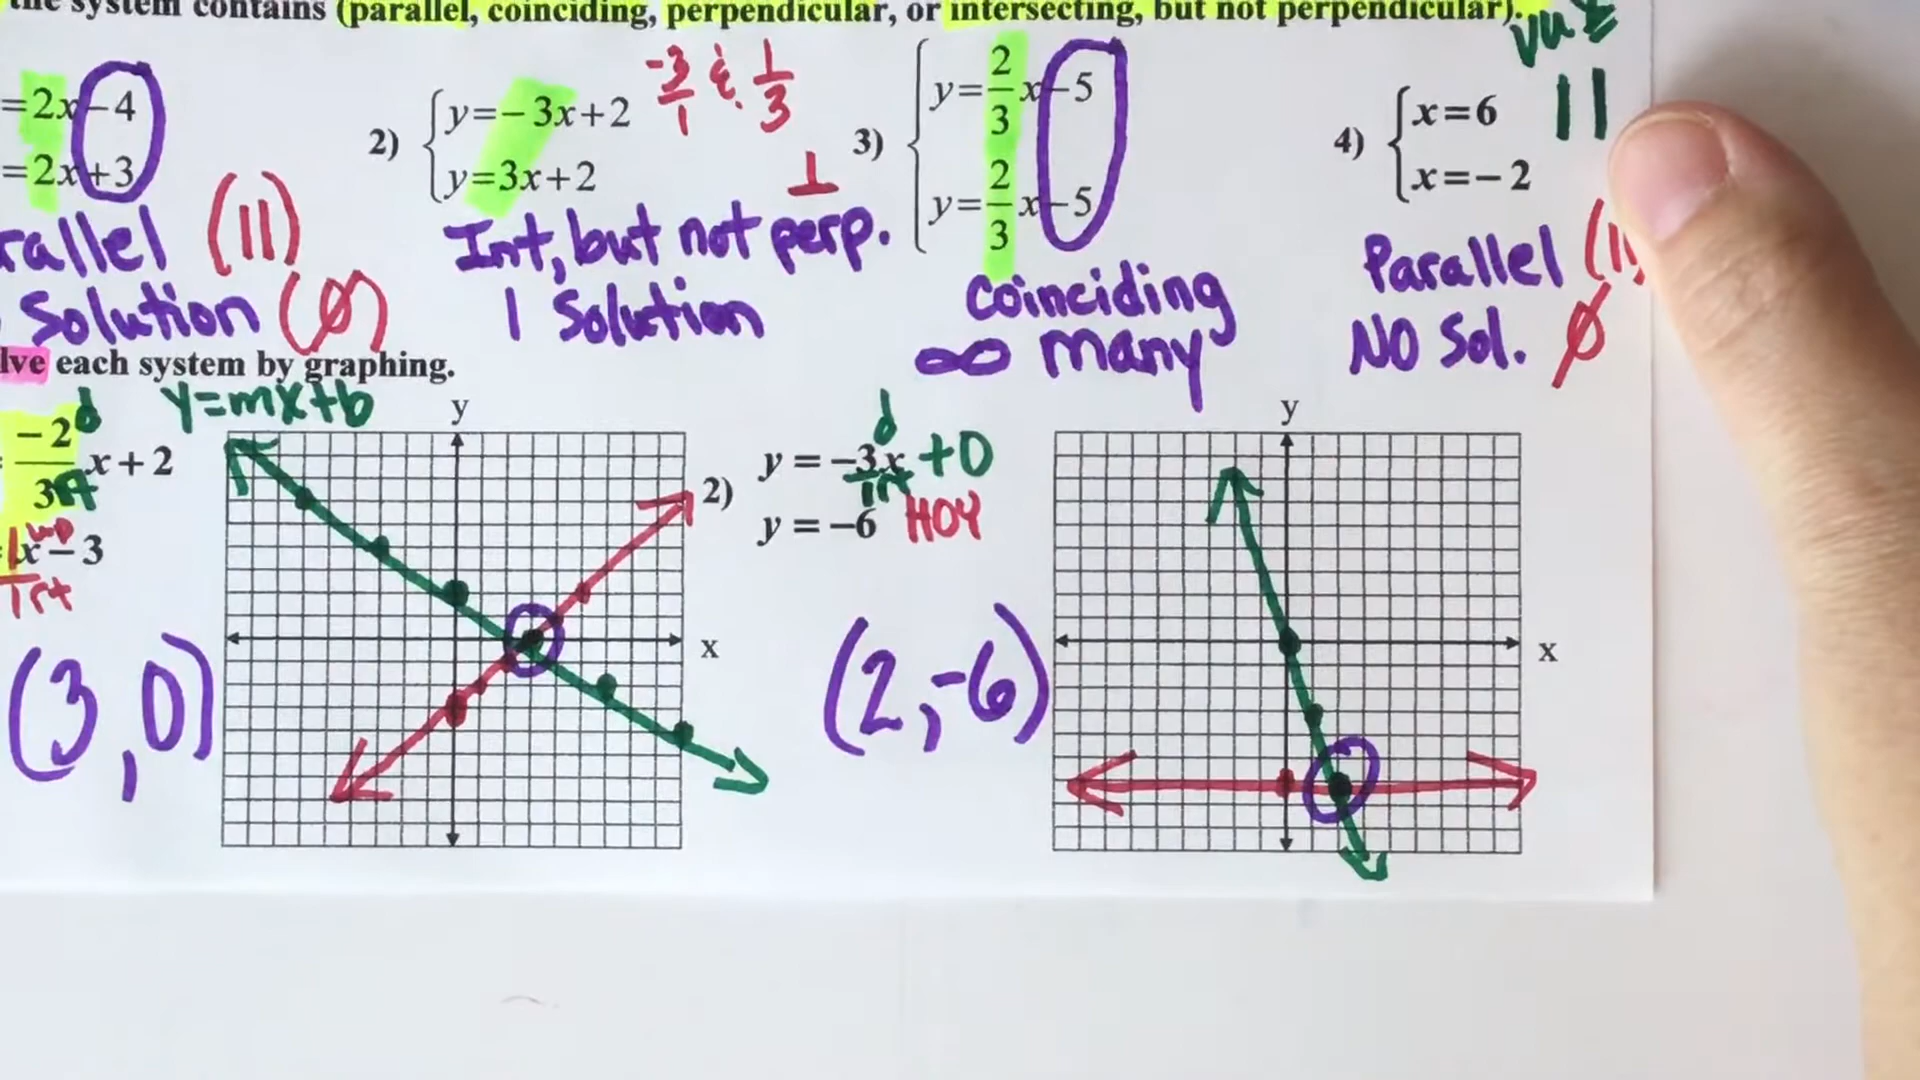 the system contains (parallel, coinciding, perpendicular, or intersecting, but not perpendicular).
=2x-4
=2x+3
(||)
Solution (∅)
2) { y=-3x+2
y=3x+2
-3/1 & 1/3
⊥
Int, but not perp.
1 Solution
3) { y=2/3x-5
y=2/3x-5
Coinciding
∞ many
4) { x=6
x=-2
||
Parallel (||
No Sol. ∅
each system by graphing.
-2/3x+2
y=mx+b
x-3
(3,0)
y
x
2) y=-3x+0
1rt
y=-6 HOY
(2,-6)
y
x